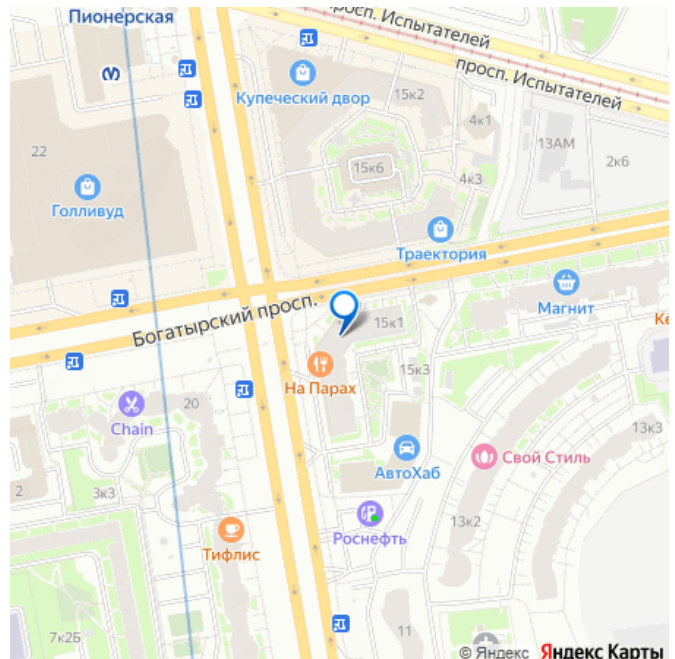 Пионерская
просп. Испытателей
просп. Испытателей
Купеческий двор
15к2
4к1
13АМ
2к6
22
15к6
4к3
Голливуд
Траектория
Магнит
Богатырский просп.
15к1
На Парах
15к3
Chain
20
АвтоХаб
Свой Стиль
13к3
2
3к3
Роснефть
13к2
Тифлис
7к2Б
11
© Яндекс Яндекс Карты